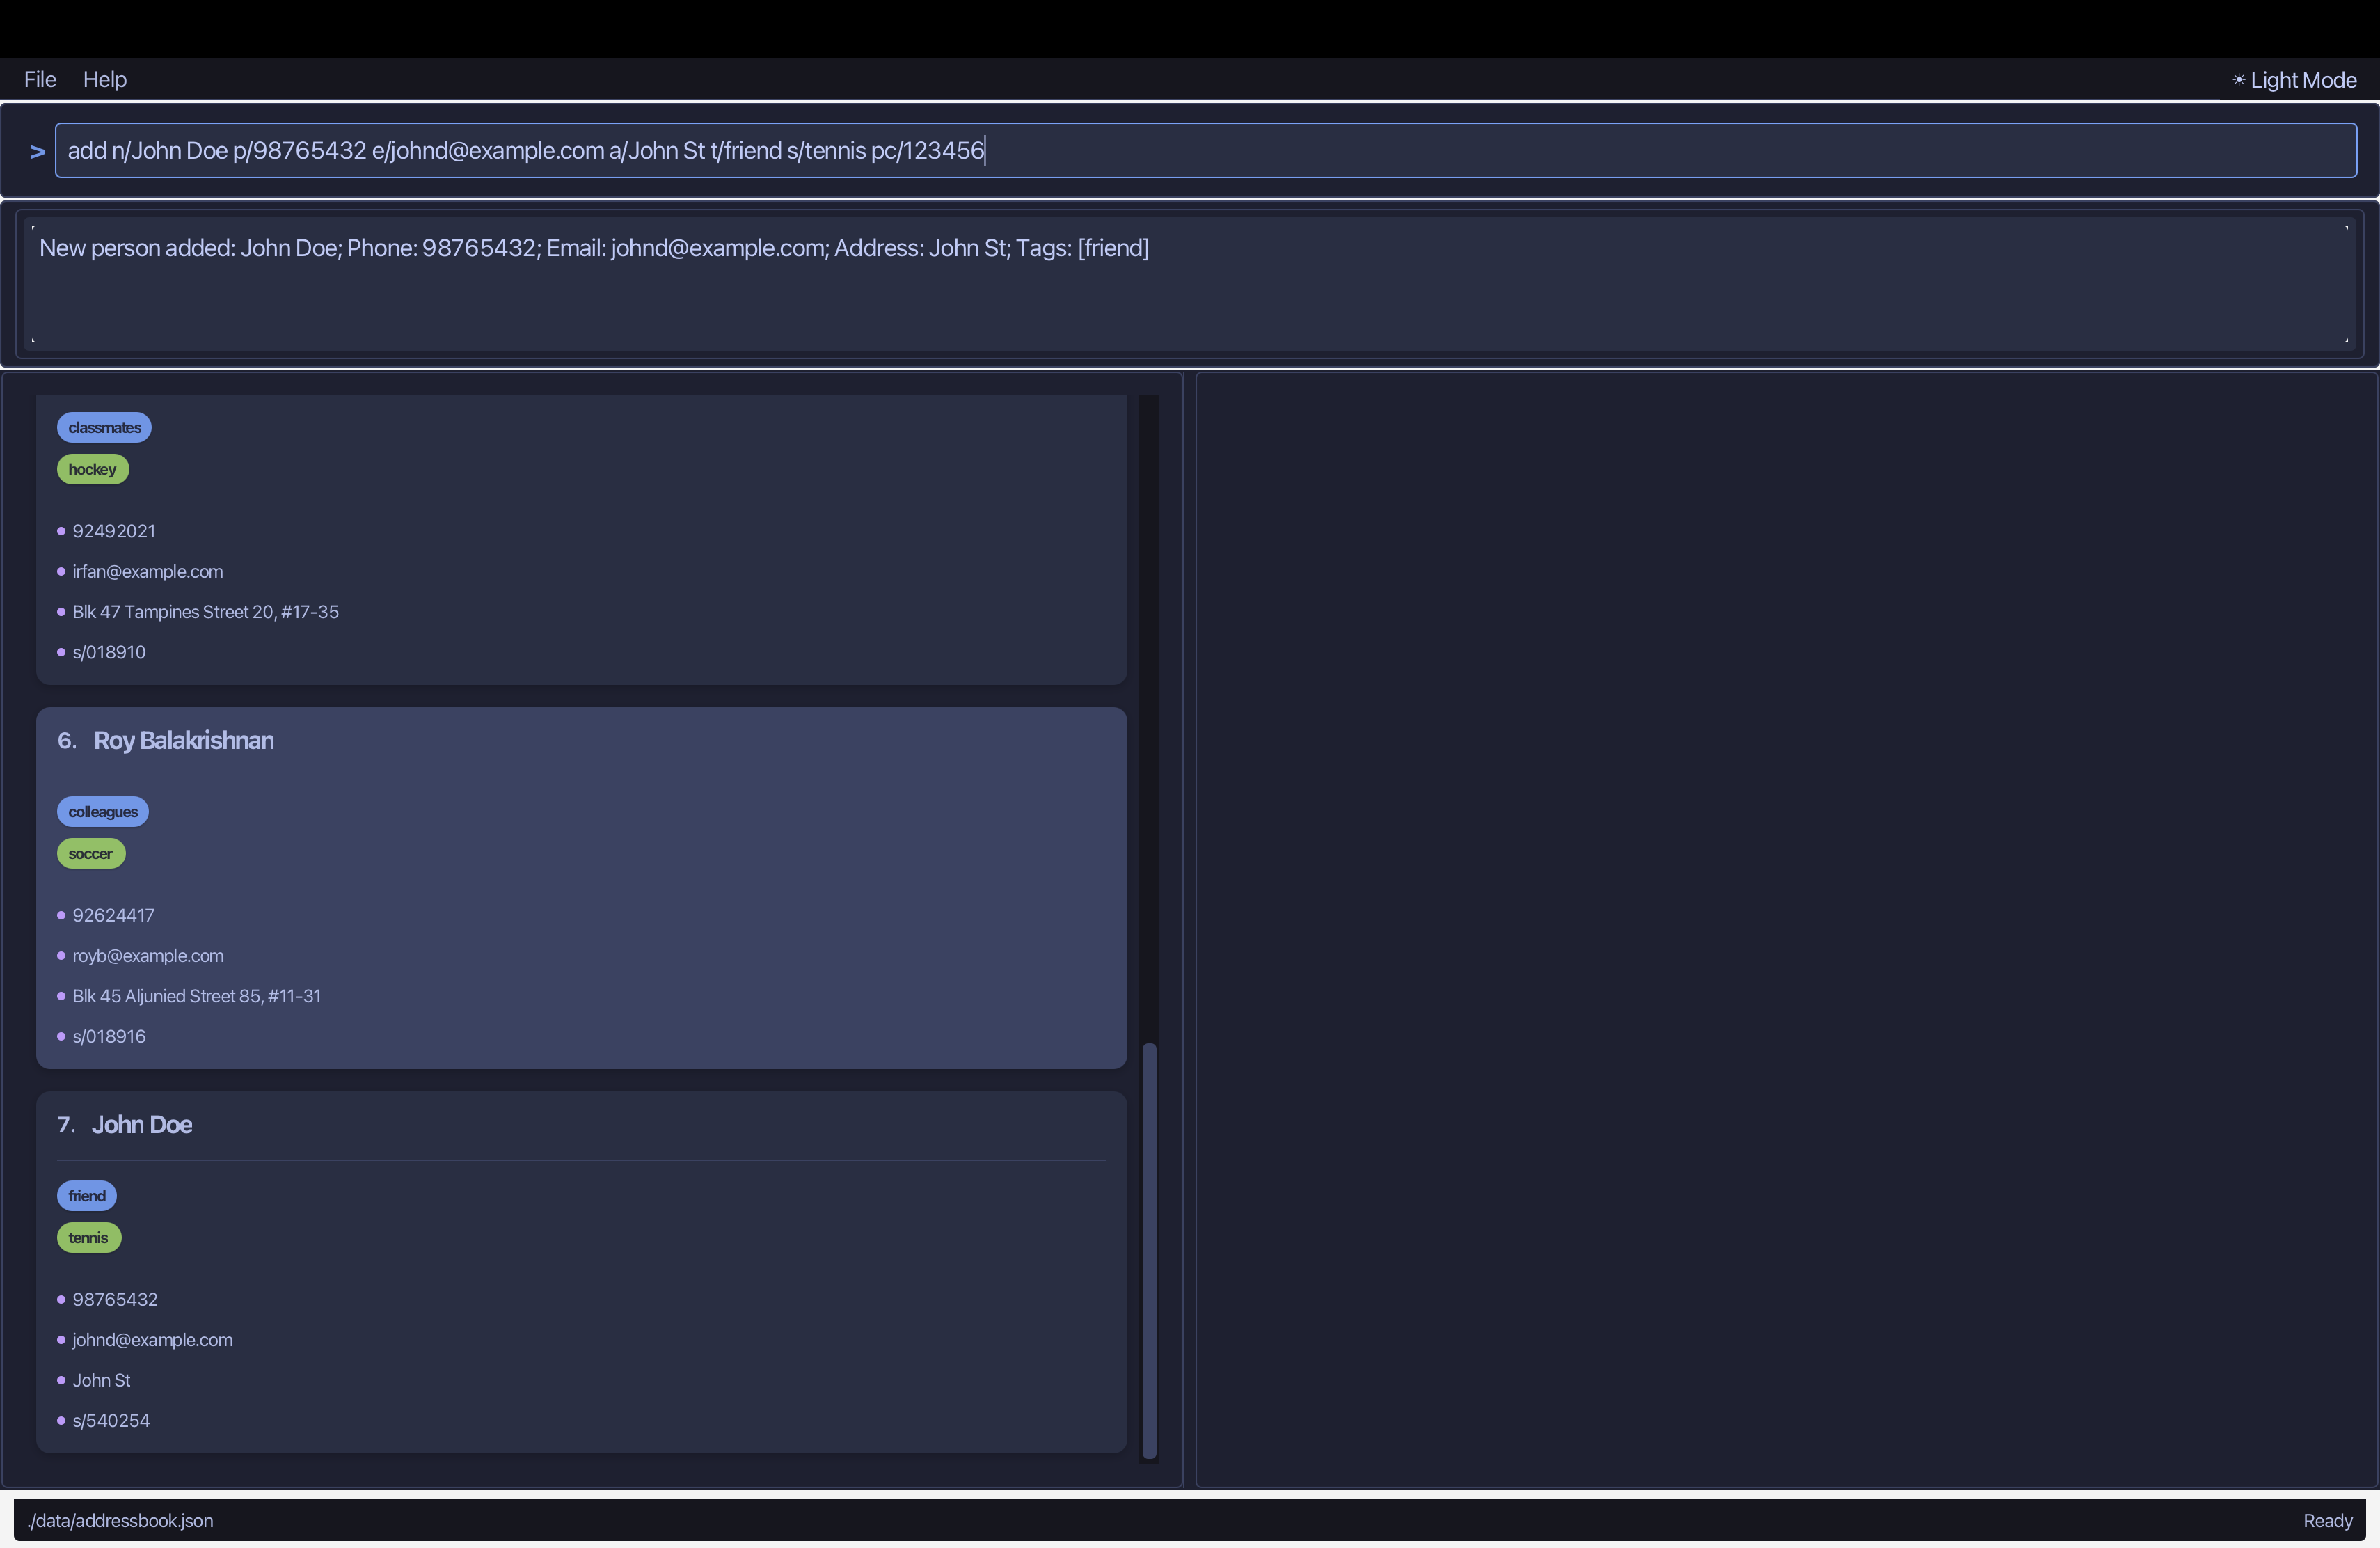 File Help ☀ Light Mode
> add n/John Doe p/98765432 e/johnd@example.com a/John St t/friend s/tennis pc/123456
New person added: John Doe; Phone: 98765432; Email: johnd@example.com; Address: John St; Tags: [friend]
classmates
hockey
92492021
irfan@example.com
Blk 47 Tampines Street 20, #17-35
s/018910
6. Roy Balakrishnan
colleagues
soccer
92624417
royb@example.com
Blk 45 Aljunied Street 85, #11-31
s/018916
7. John Doe
friend
tennis
98765432
johnd@example.com
John St
s/540254
./data/addressbook.json Ready